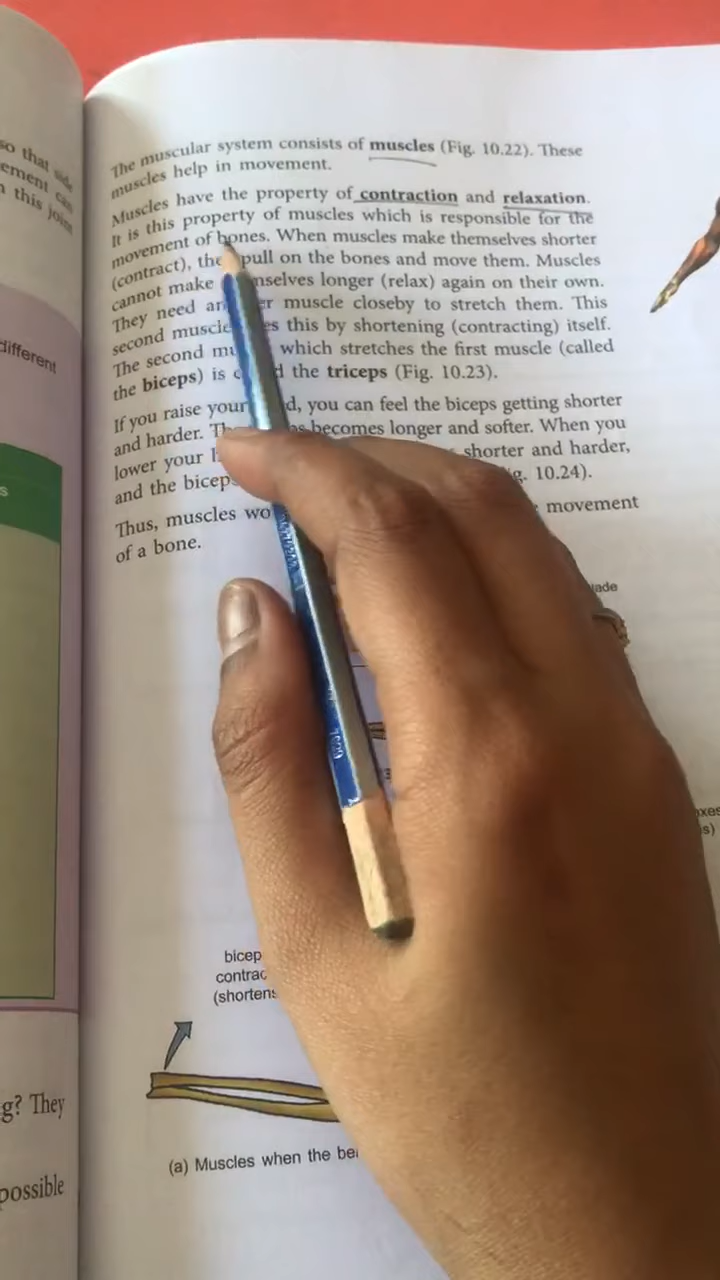 so that side
ement can
n this joint
different
s
g? They
possible
The muscular system consists of muscles (Fig. 10.22). These
muscles help in movement.
Muscles have the property of contraction and relaxation.
It is this property of muscles which is responsible for the
movement of bones. When muscles make themselves shorter
(contract), the pull on the bones and move them. Muscles
cannot make mselves longer (relax) again on their own.
They need an er muscle closeby to stretch them. This
second muscle es this by shortening (contracting) itself.
The second mu which stretches the first muscle (called
the biceps) is c d the triceps (Fig. 10.23).
If you raise your d, you can feel the biceps getting shorter
and harder. Th s becomes longer and softer. When you
lower your shorter and harder,
and the bicep g. 10.24).
Thus, muscles wo movement
of a bone.
bicep
contrac
(shortens
(a) Muscles when the be